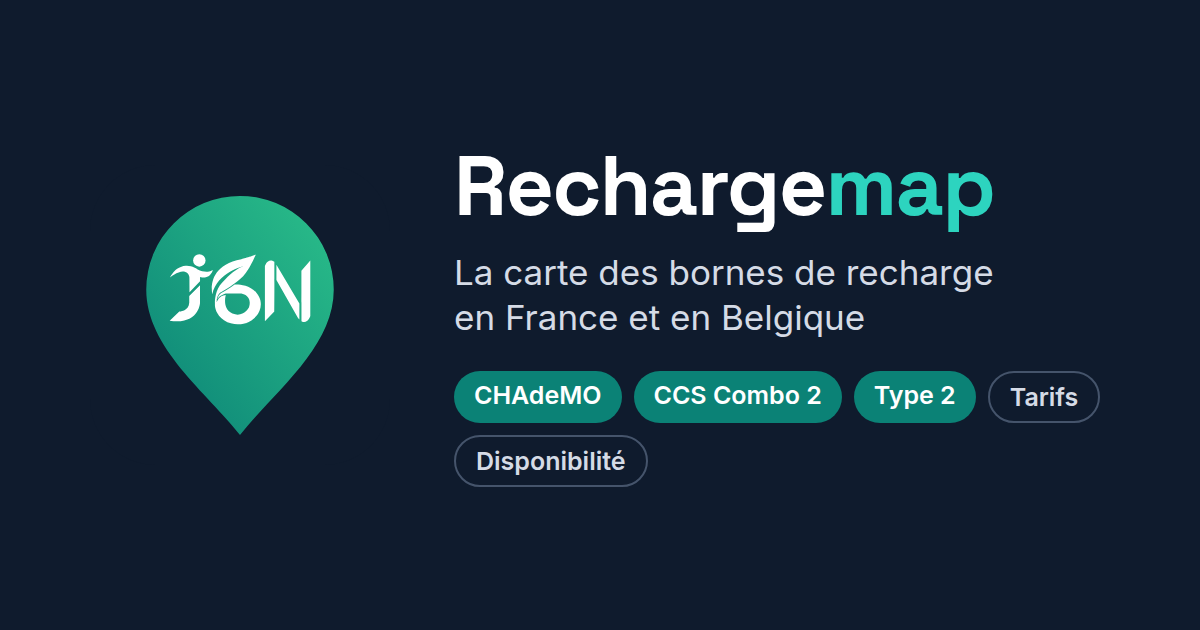 J6N
Rechargemap
La carte des bornes de recharge
en France et en Belgique
CHAdeMO CCS Combo 2 Type 2 Tarifs
Disponibilité